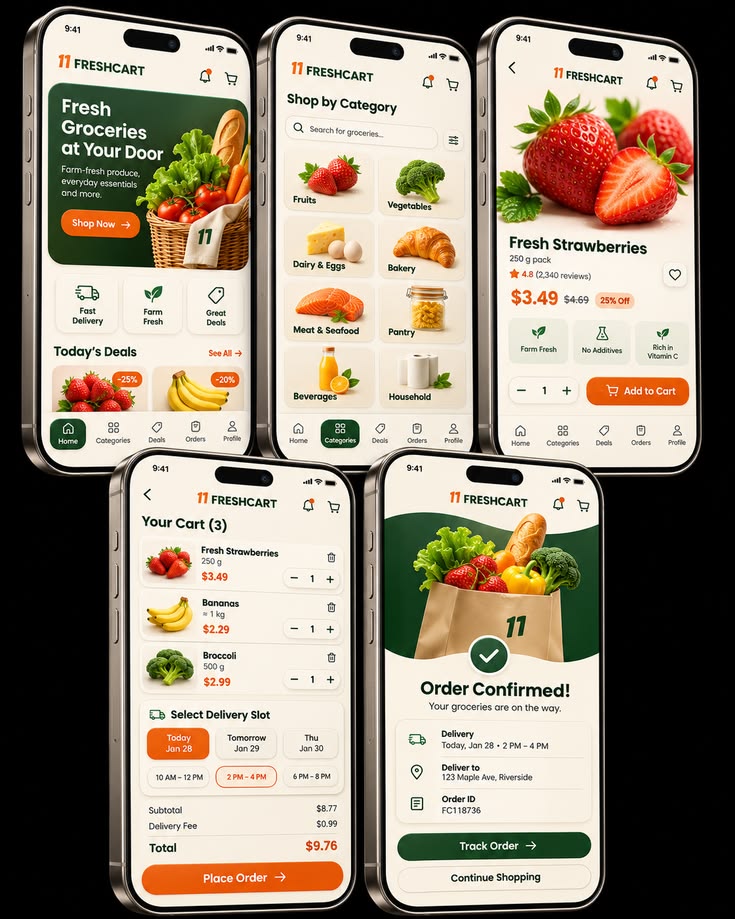 9:41
11 FRESHCART
Fresh
Groceries
at Your Door
Farm-fresh produce,
everyday essentials
and more.
Shop Now →
11
Fast
Delivery
Farm
Fresh
Great
Deals
Today's Deals
See All →
-25%
-20%
Home
Categories
Deals
Orders
Profile
9:41
11 FRESHCART
Shop by Category
Search for groceries...
Fruits
Vegetables
Dairy & Eggs
Bakery
Meat & Seafood
Pantry
Beverages
Household
Home
Categories
Deals
Orders
Profile
9:41
11 FRESHCART
Fresh Strawberries
250 g pack
4.8 (2,340 reviews)
$3.49 $4.69 25% Off
Farm Fresh
No Additives
Rich in
Vitamin C
− 1 +
Add to Cart
Home
Categories
Deals
Orders
Profile
9:41
11 FRESHCART
Your Cart (3)
Fresh Strawberries
250 g
$3.49
− 1 +
Bananas
≈ 1 kg
$2.29
− 1 +
Broccoli
500 g
$2.99
− 1 +
Select Delivery Slot
Today
Jan 28
Tomorrow
Jan 29
Thu
Jan 30
10 AM – 12 PM
2 PM – 4 PM
6 PM – 8 PM
Subtotal $8.77
Delivery Fee $0.99
Total $9.76
Place Order →
9:41
11 FRESHCART
11
Order Confirmed!
Your groceries are on the way.
Delivery
Today, Jan 28 • 2 PM – 4 PM
Deliver to
123 Maple Ave, Riverside
Order ID
FC118736
Track Order →
Continue Shopping